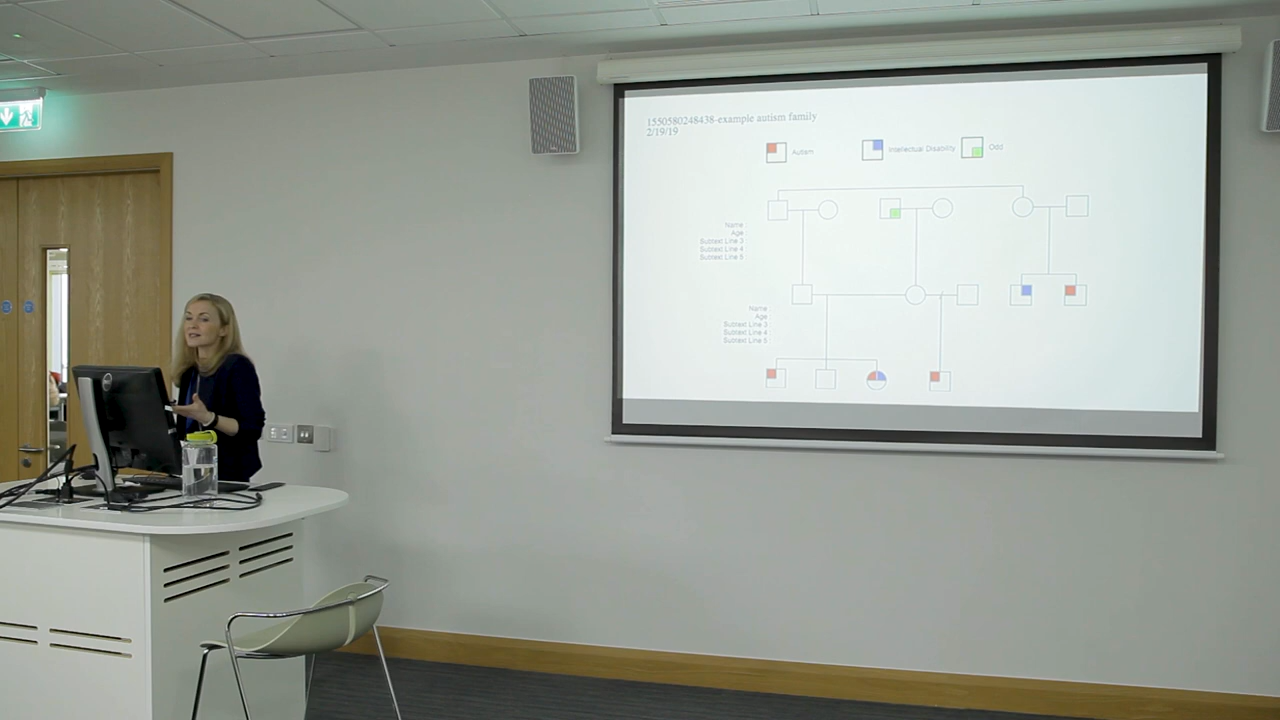 1550580248438-example autism family
2/19/19
Autism
Intellectual Disability
Odd
Name
Age
Subtext Line 3
Subtext Line 4
Subtext Line 5
Name
Age
Subtext Line 3
Subtext Line 4
Subtext Line 5